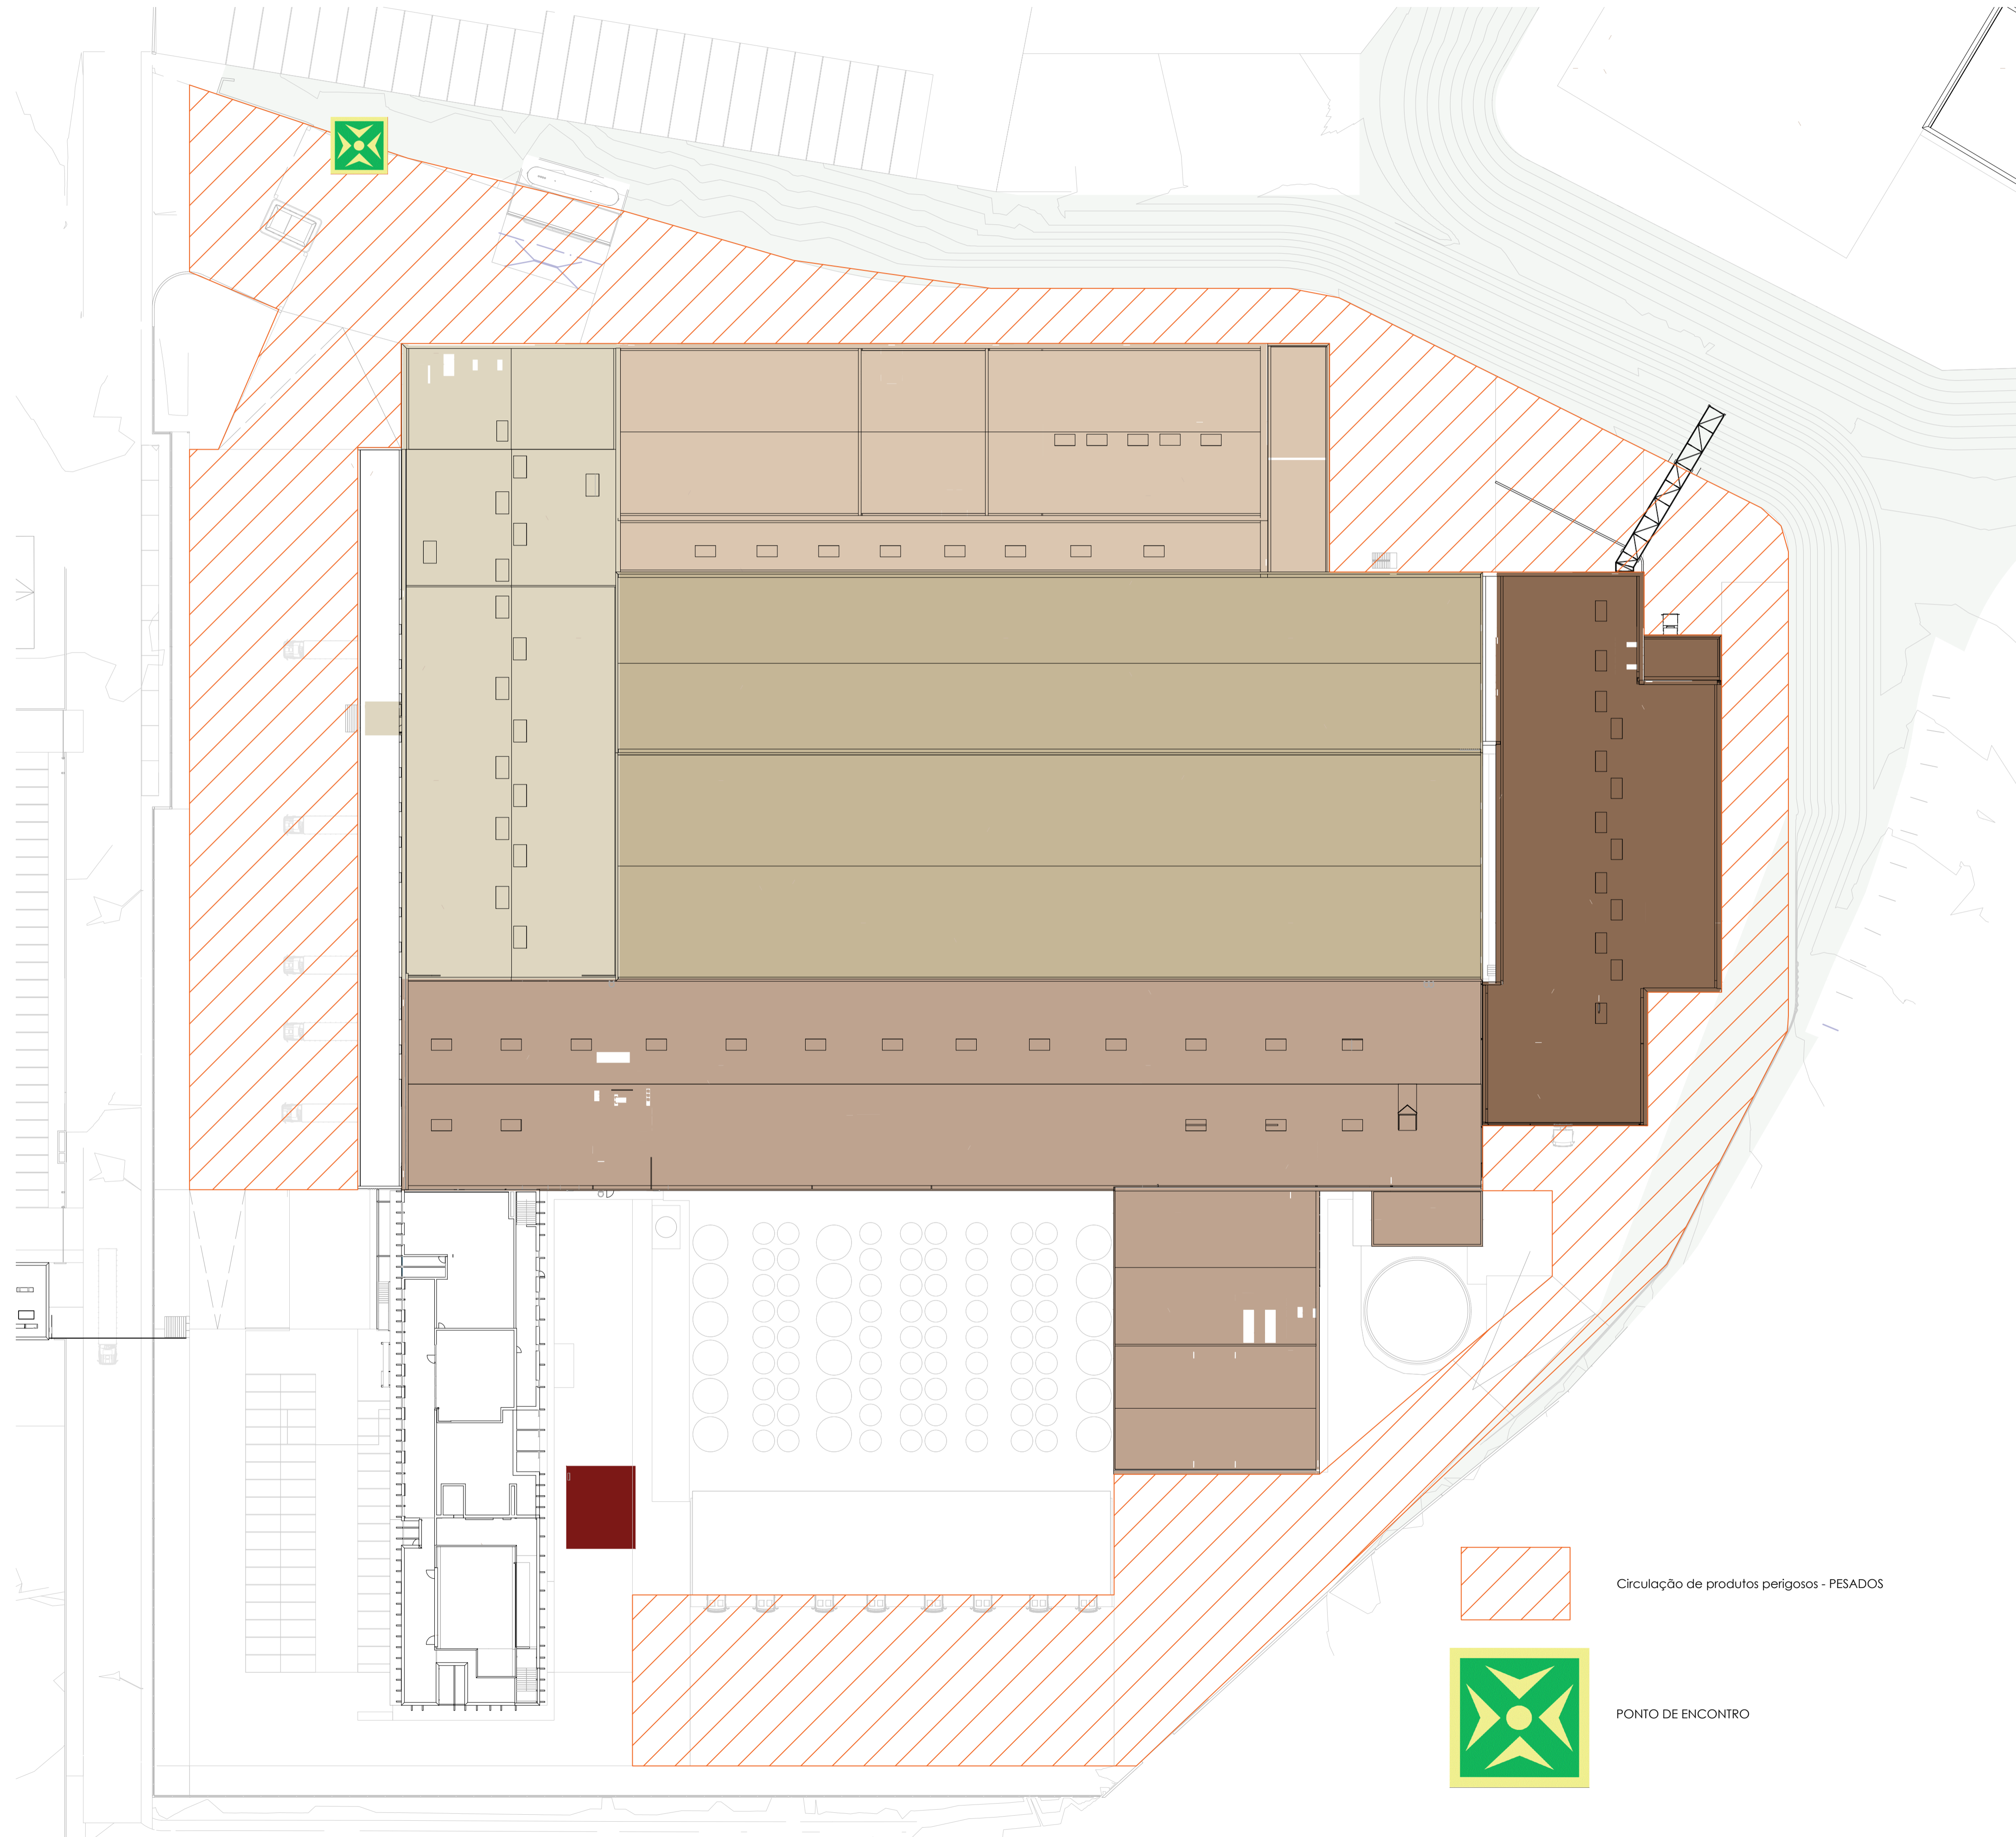 Circulação de produtos perigosos - PESADOS
PONTO DE ENCONTRO